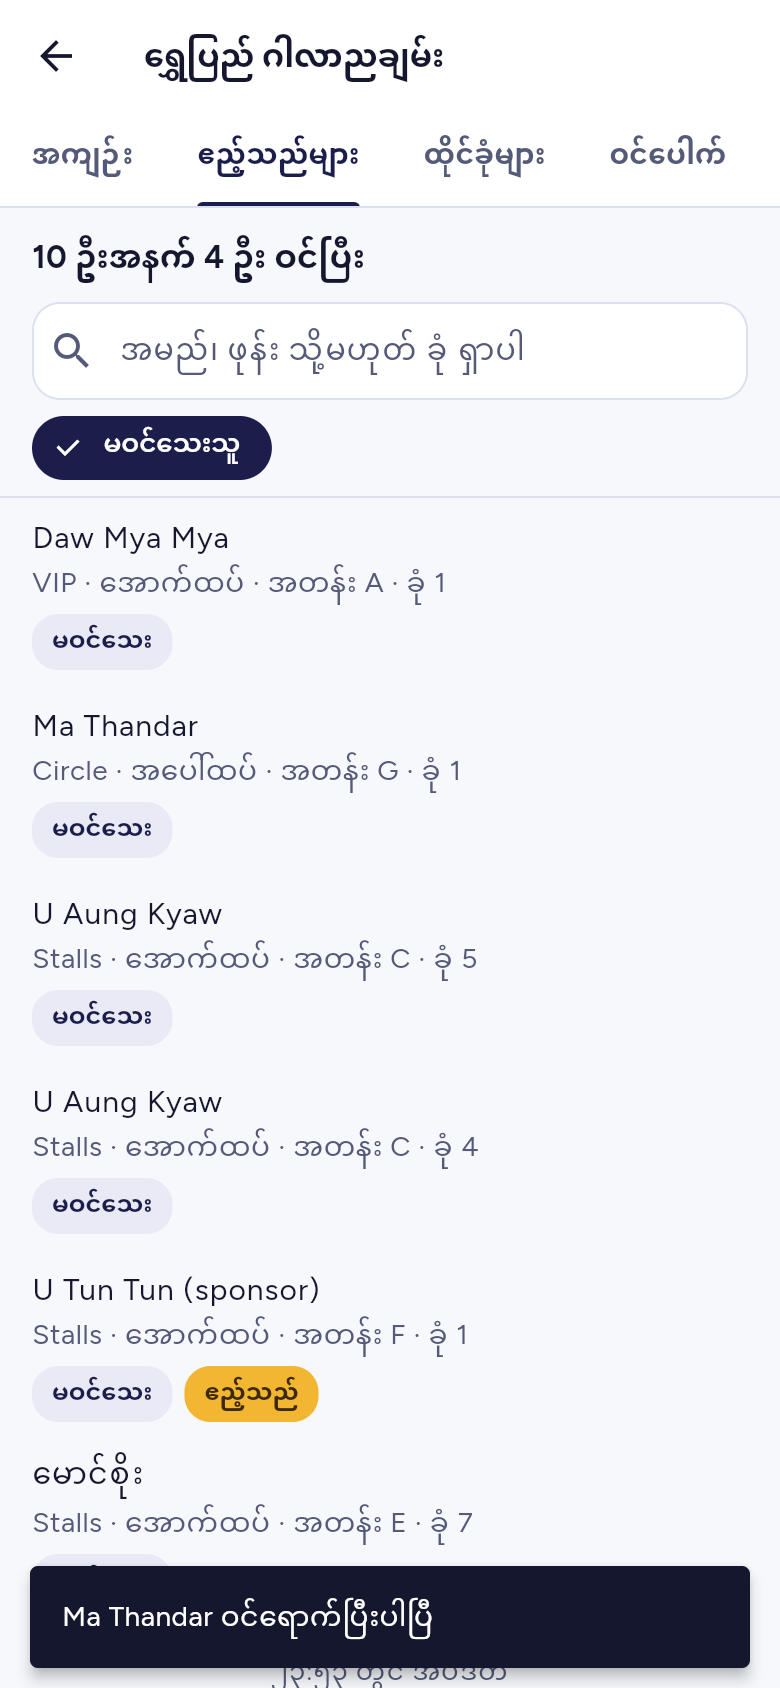 ရွှေပြည် ဂါလာညချမ်း
အကျဉ်း ဧည့်သည်များ ထိုင်ခုံများ ဝင်ပေါက်
10 ဦးအနက် 4 ဦး ဝင်ပြီး
အမည်၊ ဖုန်း သို့မဟုတ် ခုံ ရှာပါ
မဝင်သေးသူ
Daw Mya Mya
VIP · အောက်ထပ် · အတန်း A · ခုံ 1
မဝင်သေး
Ma Thandar
Circle · အပေါ်ထပ် · အတန်း G · ခုံ 1
မဝင်သေး
U Aung Kyaw
Stalls · အောက်ထပ် · အတန်း C · ခုံ 5
မဝင်သေး
U Aung Kyaw
Stalls · အောက်ထပ် · အတန်း C · ခုံ 4
မဝင်သေး
U Tun Tun (sponsor)
Stalls · အောက်ထပ် · အတန်း F · ခုံ 1
မဝင်သေး ဧည့်သည်
မောင်စိုး
Stalls · အောက်ထပ် · အတန်း E · ခုံ 7
Ma Thandar ဝင်ရောက်ပြီးပါပြီ